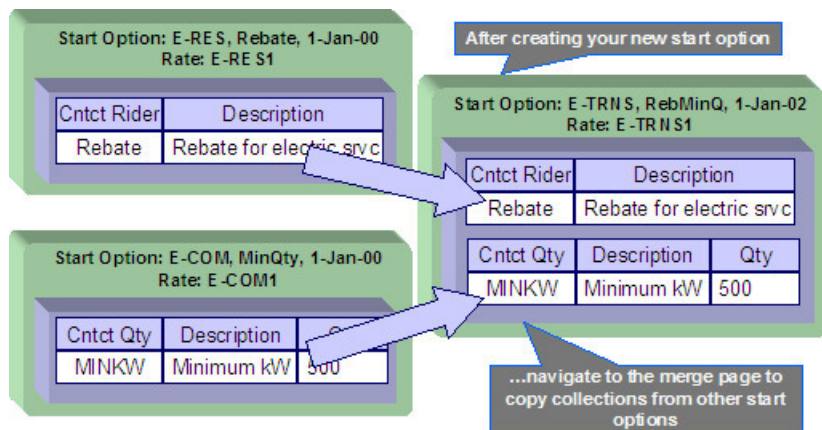 Start Option: E-RES, Rebate, 1-Jan-00
Rate: E-RES1
Cntct Rider Description
Rebate Rebate for electric srvc
Start Option: E-COM, MinQty, 1-Jan-00
Rate: E-COM1
Cntct Qty Description
MINKW Minimum kW 500
After creating your new start option
Start Option: E-TRNS, RebMinQ, 1-Jan-02
Rate: E-TRNS1
Cntct Rider Description
Rebate Rebate for electric srvc
Cntct Qty Description Qty
MINKW Minimum kW 500
...navigate to the merge page to
copy collections from other start
options